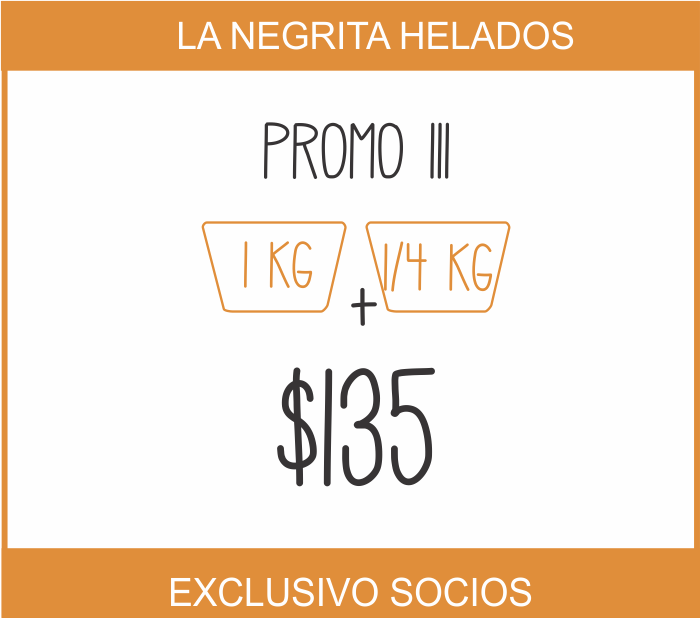 LA NEGRITA HELADOS
PROMO III
1 KG + 1/4 KG
$135
EXCLUSIVO SOCIOS